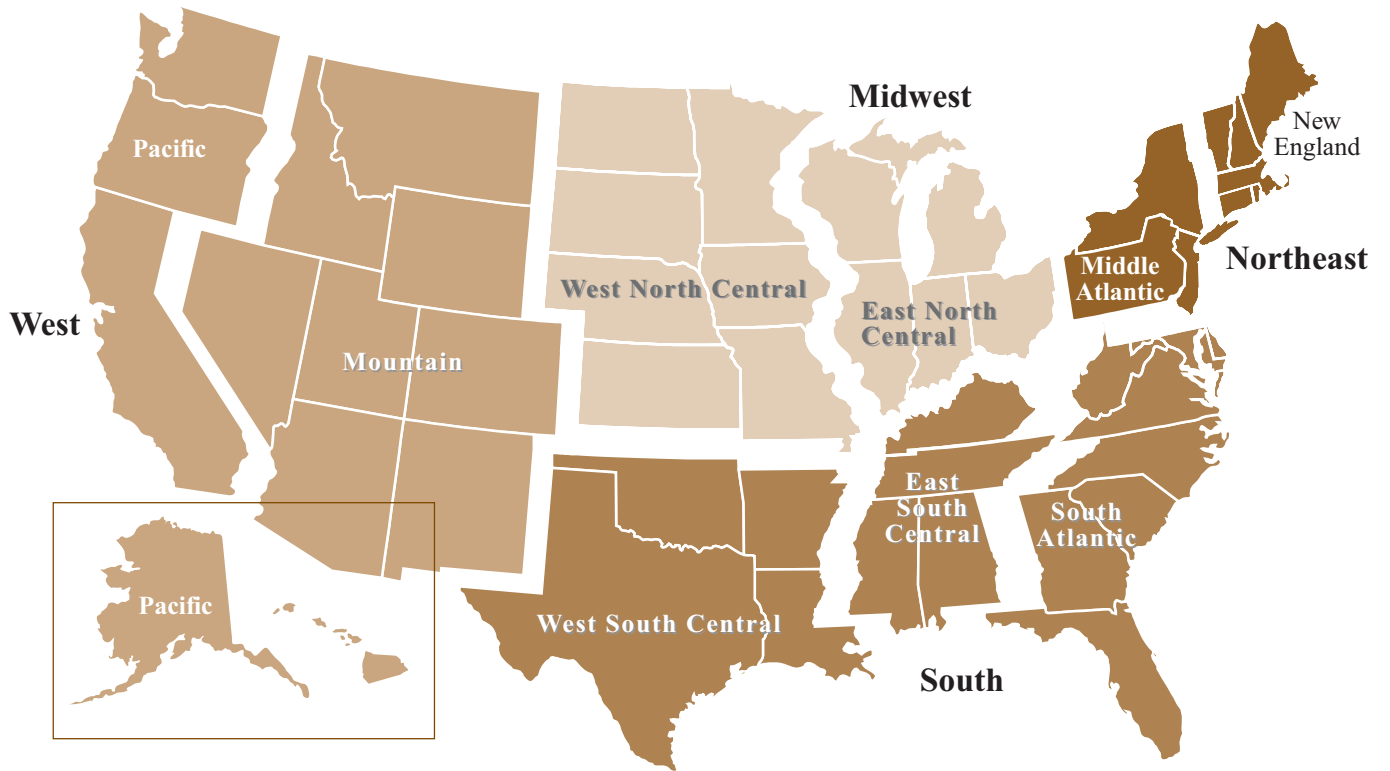 Midwest
New
England
Pacific
Northeast
Middle
Atlantic
West North Central
East North
Central
West
Mountain
East
South
Central
South
Atlantic
Pacific
West South Central
South